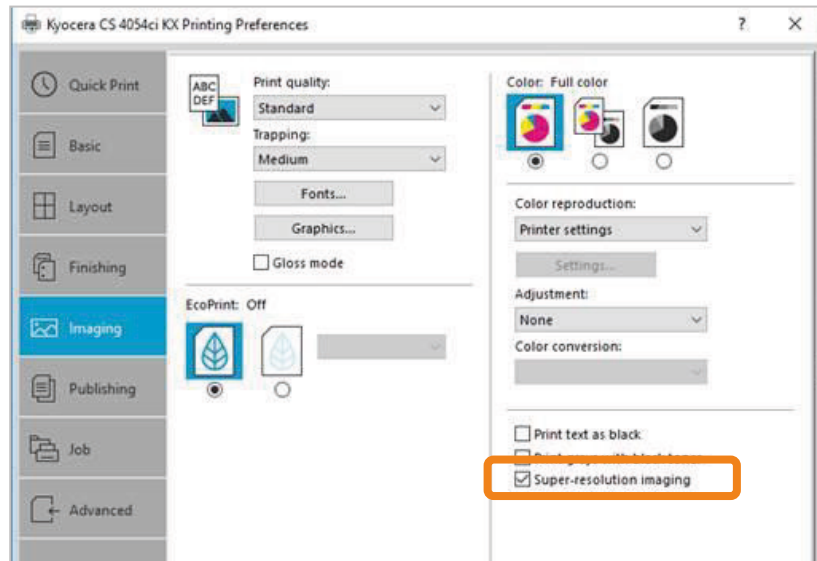 Kyocera CS 4054ci KX Printing Preferences ? X
Quick Print
Basic
Layout
Finishing
Imaging
Publishing
Job
Advanced
ABC
DEF
Print quality:
Standard
Trapping:
Medium
Fonts...
Graphics...
Gloss mode
EcoPrint: Off
Color: Full color
Color reproduction:
Printer settings
Settings...
Adjustment:
None
Color conversion:
Print text as black
Super-resolution imaging